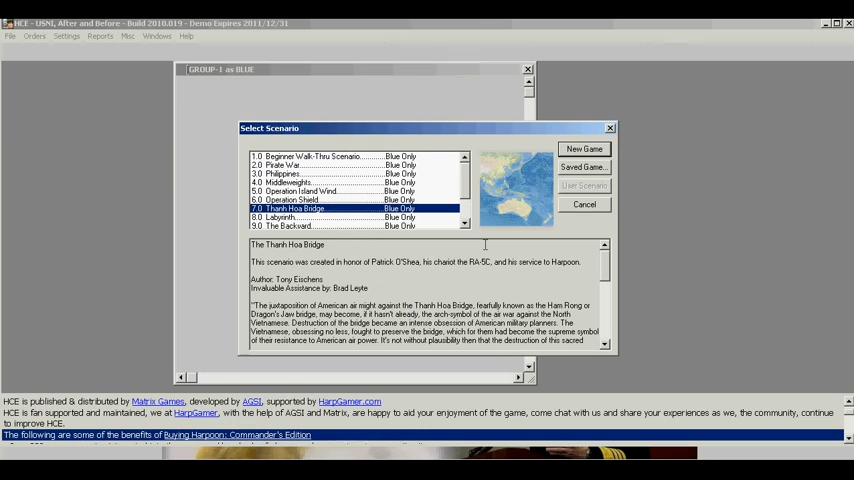 HCE - USNI, After and Before - Build 2010.019 - Demo Expires 2011/12/31
File Orders Settings Reports Misc Windows Help
GROUP-1 as BLUE
Select Scenario
1.0 Beginner Walk-Thru Scenario............Blue Only
2.0 Pirate War......................................Blue Only
3.0 Philippines.....................................Blue Only
4.0 Middleweights................................Blue Only
5.0 Operation Island Wind....................Blue Only
6.0 Operation Shield............................Blue Only
7.0 Thanh Hoa Bridge..........................Blue Only
8.0 Labyrinth.......................................Blue Only
9.0 The Backyard................................Blue Only
New Game
Saved Game...
User Scenario
Cancel
The Thanh Hoa Bridge
This scenario was created in honor of Patrick O'Shea, his chariot the RA-5C, and his service to Harpoon.
Author: Tony Eischens
Invaluable Assistance by: Brad Leyte
"The juxtaposition of American air might against the Thanh Hoa Bridge, fearfully known as the Ham Rong or
Dragon's Jaw bridge, may become, if it hasn't already, the arch-symbol of the air war against the North
Vietnamese. Destruction of the bridge became an intense obsession of American military planners. The
Vietnamese, obsessing no less, fought to preserve the bridge, which for them had become the supreme symbol
of their resistance to American air power. It's not without plausibility then that the destruction of this sacred
HCE is published & distributed by Matrix Games, developed by AGSI, supported by HarpGamer.com
HCE is fan supported and maintained, we at HarpGamer, with the help of AGSI and Matrix, are happy to aid your enjoyment of the game, come chat with us and share your experiences as we, the community, continue
to improve HCE.
The following are some of the benefits of Buying Harpoon: Commander's Edition